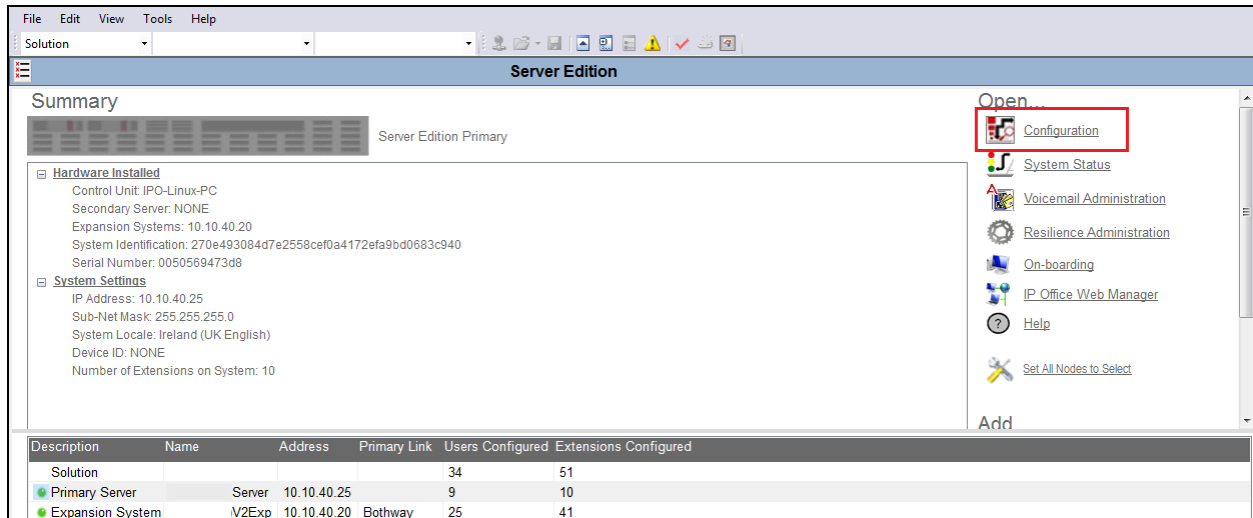 File Edit View Tools Help
Solution
Server Edition
Summary
Server Edition Primary
Hardware Installed
Control Unit: IPO-Linux-PC
Secondary Server: NONE
Expansion Systems: 10.10.40.20
System Identification: 270e493084d7e2558cef0a4172efa9bd0683c940
Serial Number: 0050569473d8
System Settings
IP Address: 10.10.40.25
Sub-Net Mask: 255.255.255.0
System Locale: Ireland (UK English)
Device ID: NONE
Number of Extensions on System: 10
Open...
Configuration
System Status
Voicemail Administration
Resilience Administration
On-boarding
IP Office Web Manager
Help
Set All Nodes to Select
Add
Description Name Address Primary Link Users Configured Extensions Configured
Solution 34 51
Primary Server Server 10.10.40.25 9 10
Expansion System V2Exp 10.10.40.20 Bothway 25 41